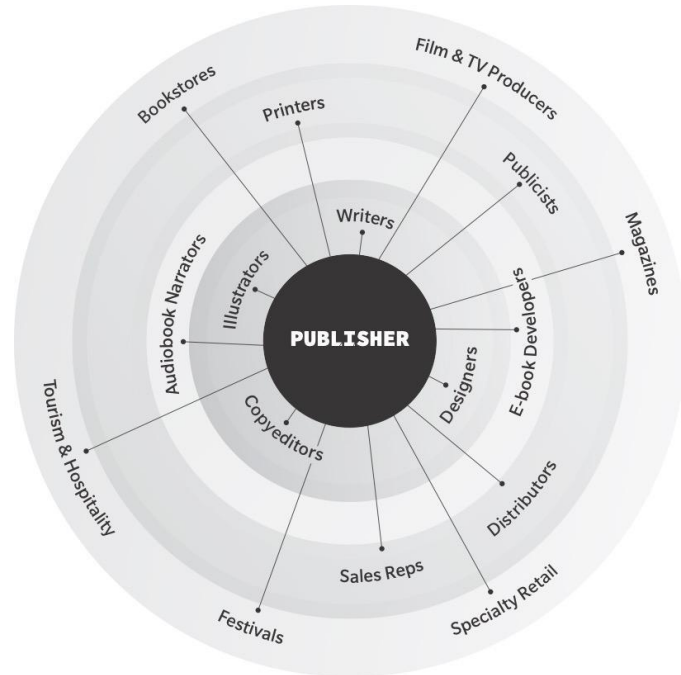 Film & TV Producers
Bookstores
Printers
Publicists
Writers
Magazines
Audiobook Narrators
Illustrators
E-book Developers
PUBLISHER
Designers
Tourism & Hospitality
Copyeditors
Distributors
Sales Reps
Specialty Retail
Festivals